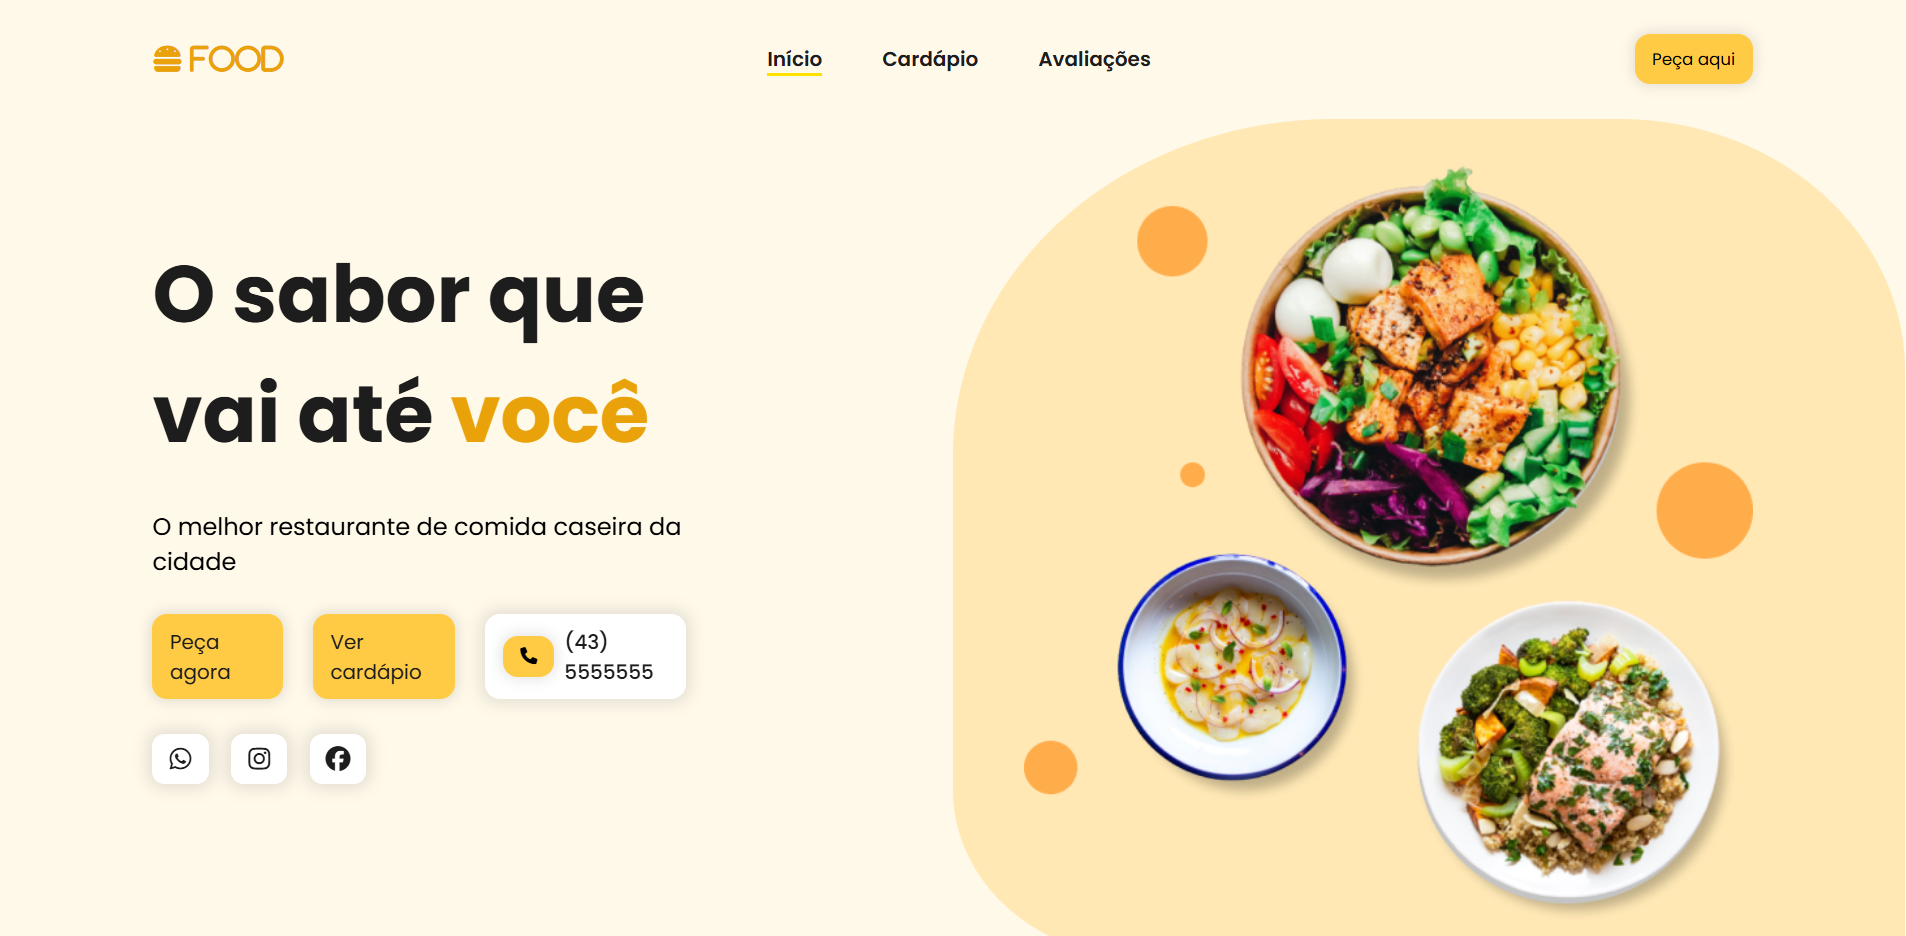 FOOD
Início
Cardápio
Avaliações
Peça aqui
O sabor que
vai até você
O melhor restaurante de comida caseira da
cidade
Peça
agora
Ver
cardápio
(43)
5555555